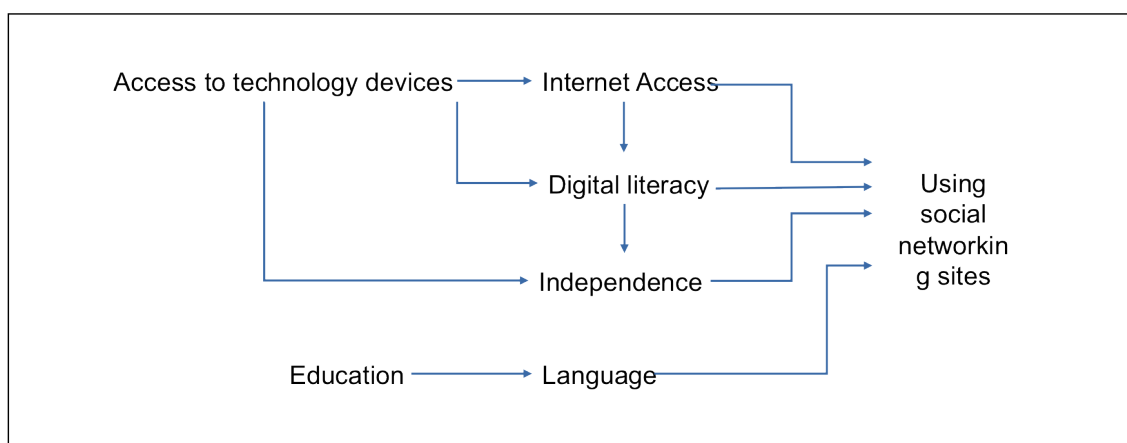 Access to technology devices
Internet Access
Digital literacy
Using
social
networkin
g sites
Independence
Education
Language